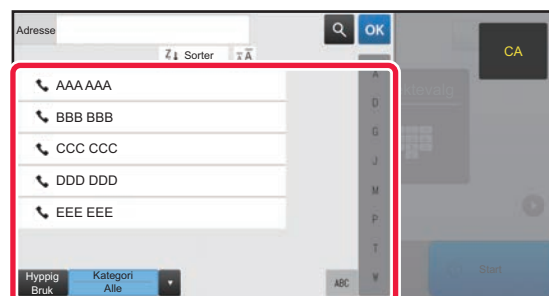 Adresse
OK
CA
Z Sorter A A
AAA AAA
BBB BBB
CCC CCC
DDD DDD
EEE EEE
A
D
G
J
M
P
T
Hyppig
Bruk
Kategori
Alle
ABC
Start